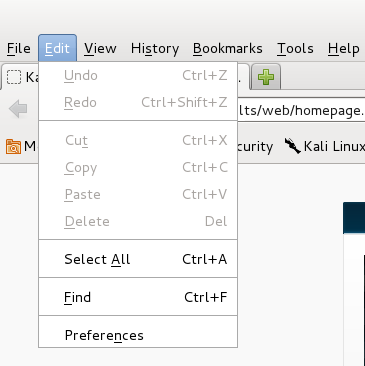 File Edit View History Bookmarks Tools Help
Ka
Undo Ctrl+Z
Redo Ctrl+Shift+Z
lts/web/homepage.
Cut Ctrl+X
M curity Kali Linux
Copy Ctrl+C
Paste Ctrl+V
Delete Del
Select All Ctrl+A
Find Ctrl+F
Preferences